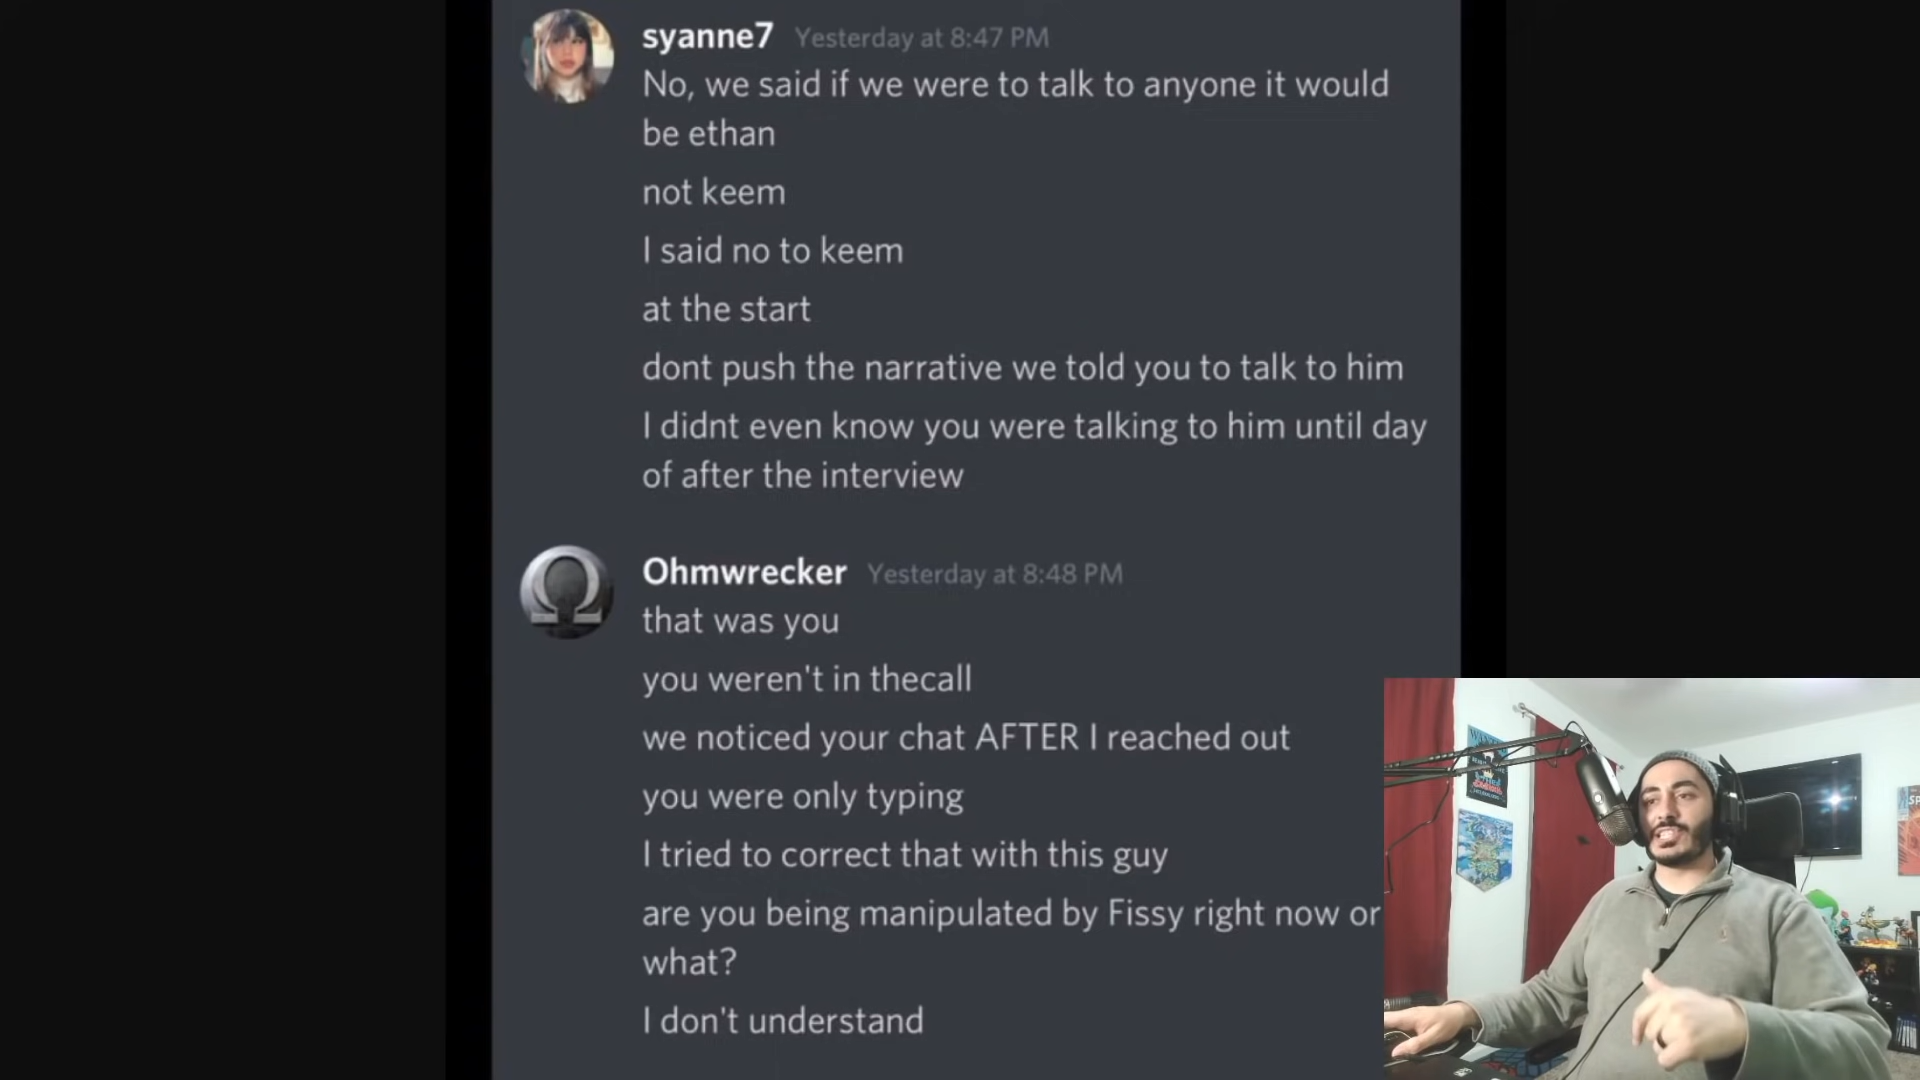 syanne7 Yesterday at 8:47 PM
No, we said if we were to talk to anyone it would
be ethan
not keem
I said no to keem
at the start
dont push the narrative we told you to talk to him
I didnt even know you were talking to him until day
of after the interview
Ohmwrecker Yesterday at 8:48 PM
that was you
you weren't in thecall
we noticed your chat AFTER I reached out
you were only typing
I tried to correct that with this guy
are you being manipulated by Fissy right now or
what?
I don't understand